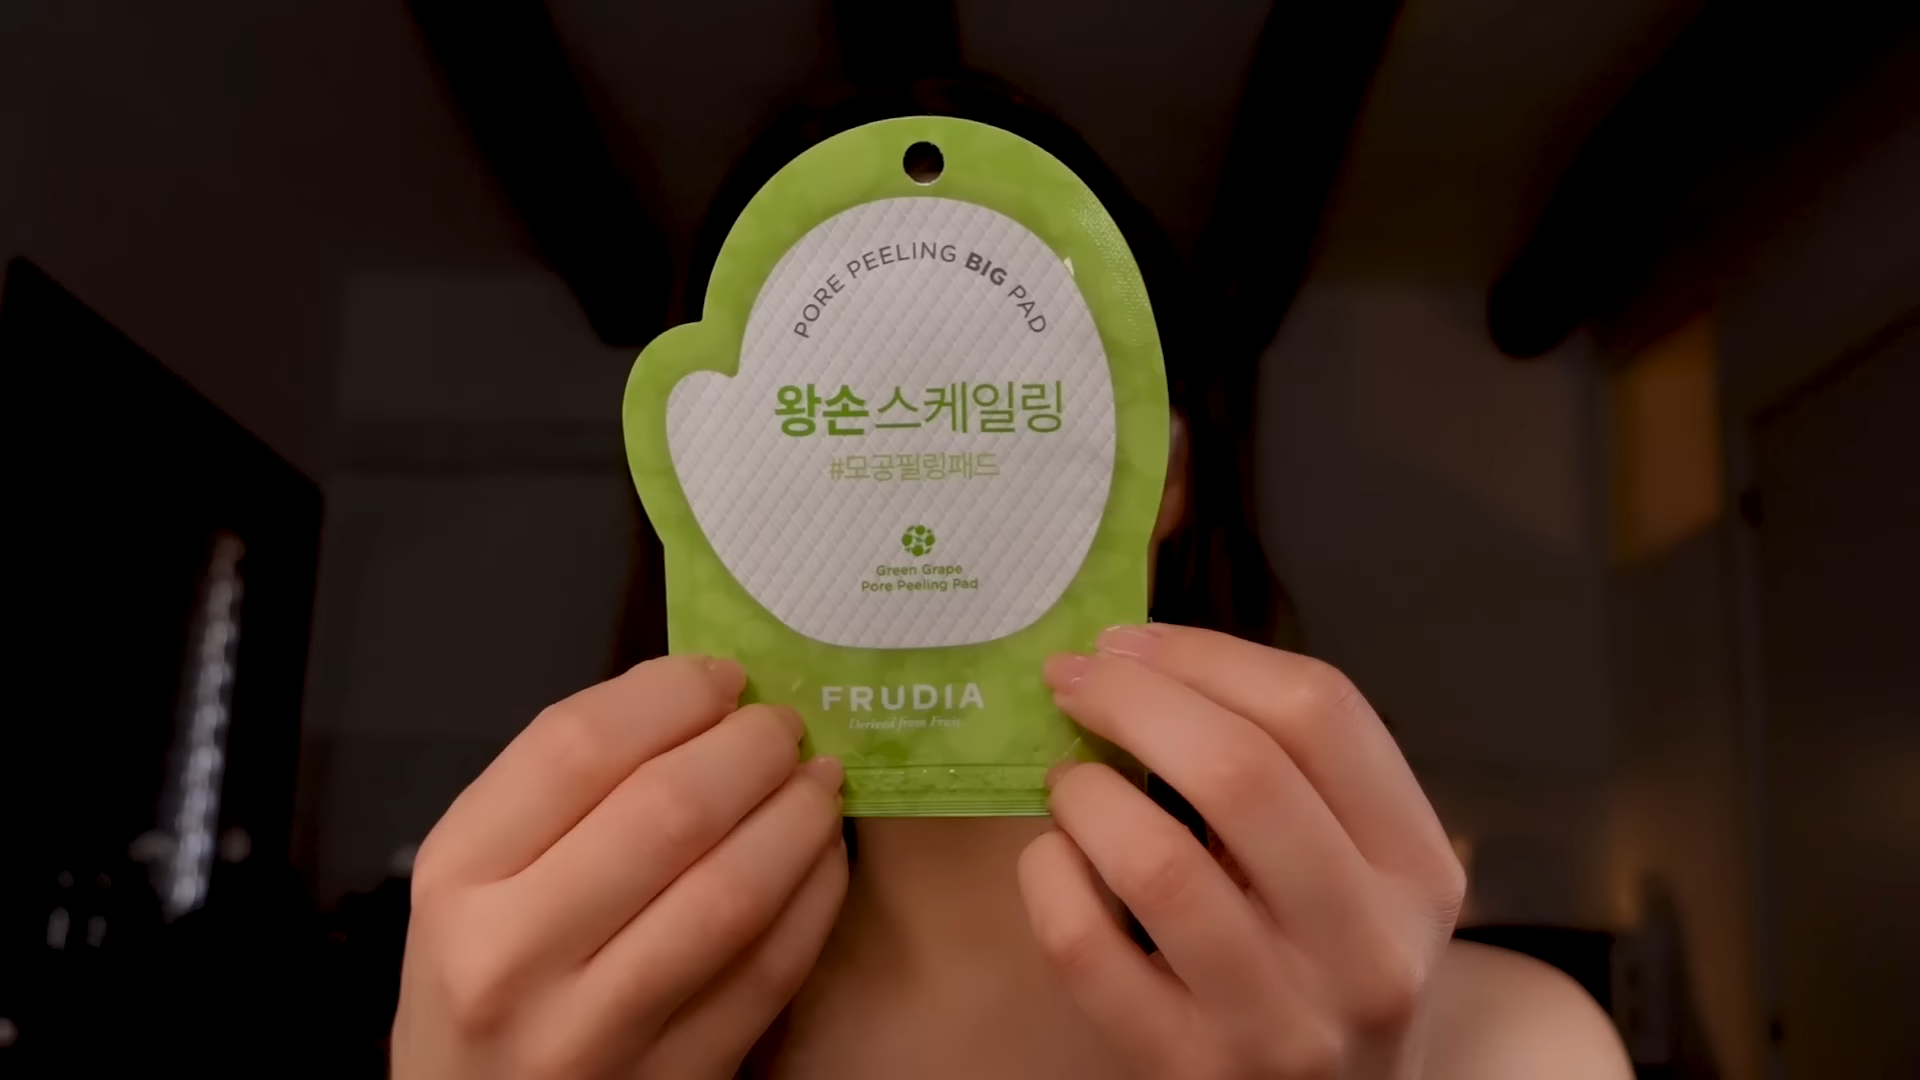 PORE PEELING BIG PAD
왕손스케일링
#모공필링패드
Green Grape
Pore Peeling Pad
FRUDIA
Derived from Fruit